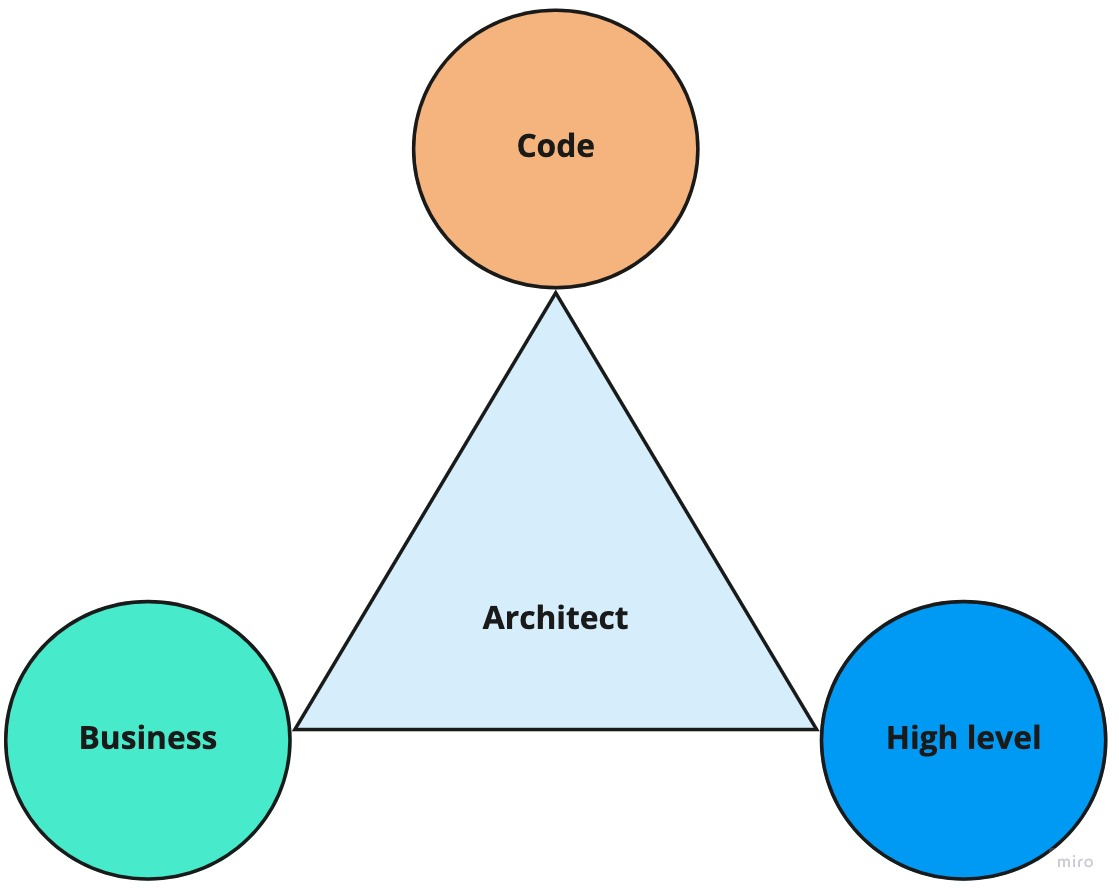 Code
Architect
Business
High level
miro